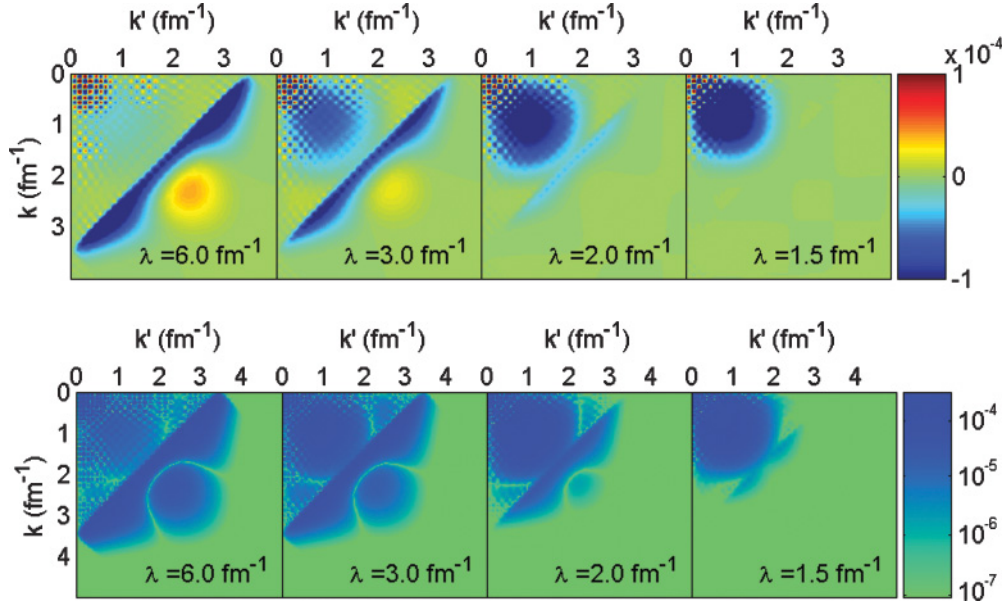 k' (fm⁻¹) k' (fm⁻¹) k' (fm⁻¹) k' (fm⁻¹)
0 1 2 3 0 1 2 3 0 1 2 3 0 1 2 3
x 10⁻⁴
0
1
2
3
k (fm⁻¹)
λ =6.0 fm⁻¹ λ =3.0 fm⁻¹ λ =2.0 fm⁻¹ λ =1.5 fm⁻¹
1
0
-1
k' (fm⁻¹) k' (fm⁻¹) k' (fm⁻¹) k' (fm⁻¹)
0 1 2 3 4 0 1 2 3 4 0 1 2 3 4 0 1 2 3 4
0
1
2
3
4
k (fm⁻¹)
λ =6.0 fm⁻¹ λ =3.0 fm⁻¹ λ =2.0 fm⁻¹ λ =1.5 fm⁻¹
10⁻⁴
10⁻⁵
10⁻⁶
10⁻⁷